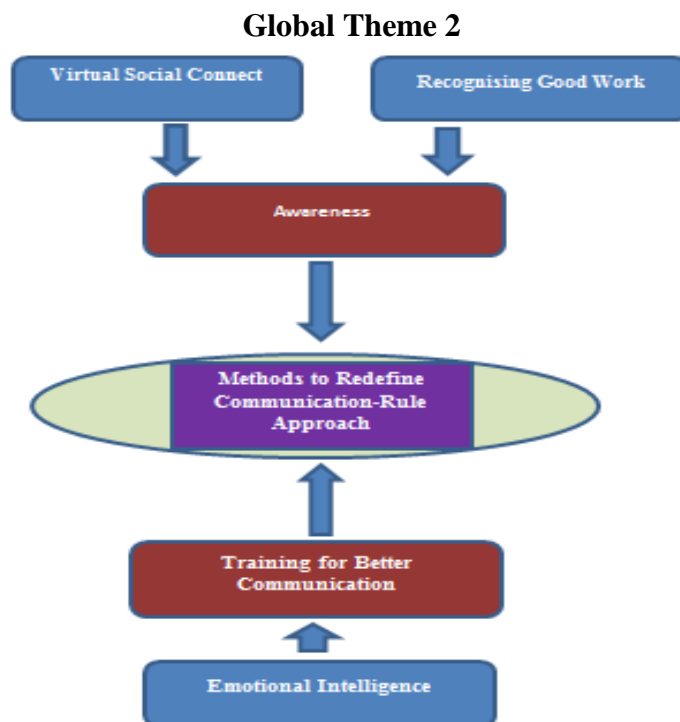 Global Theme 2
Virtual Social Connect
Recognising Good Work
Awareness
Methods to Redefine
Communication-Rule
Approach
Training for Better
Communication
Emotional Intelligence